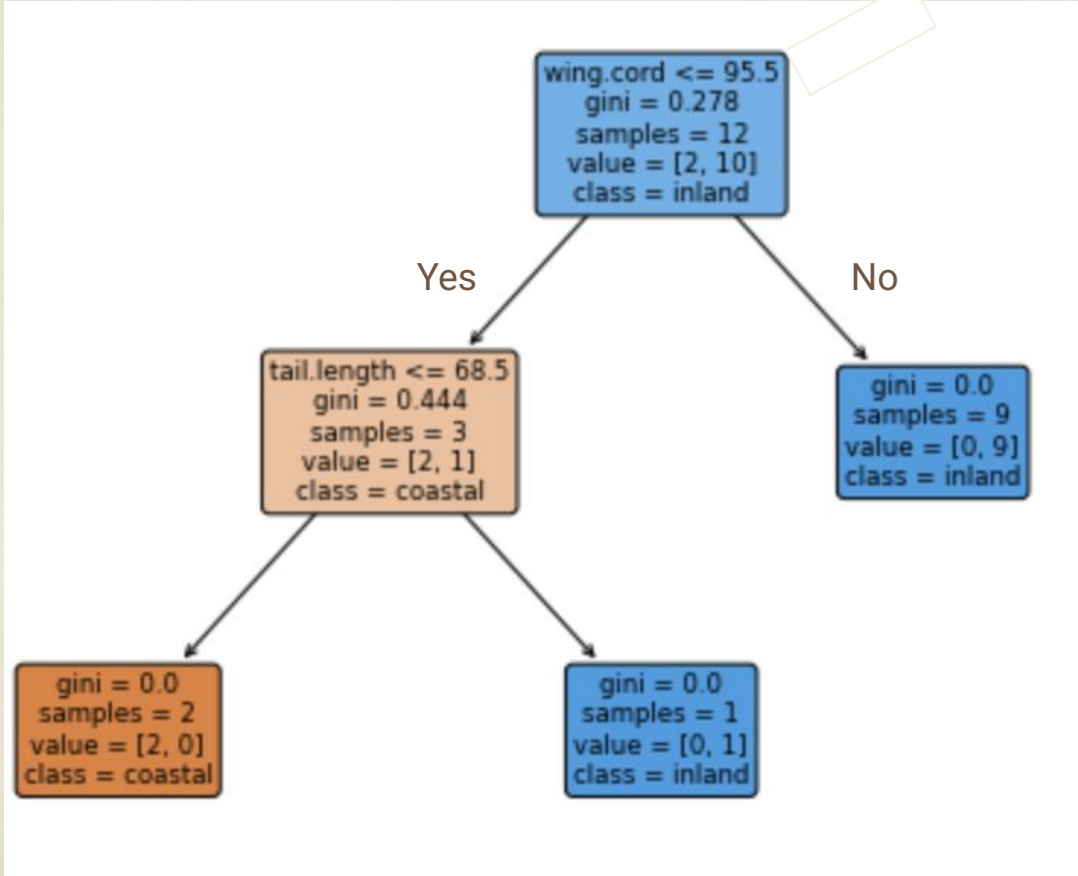 wing.cord <= 95.5
gini = 0.278
samples = 12
value = [2, 10]
class = inland
Yes
No
tail.length <= 68.5
gini = 0.444
samples = 3
value = [2, 1]
class = coastal
gini = 0.0
samples = 9
value = [0, 9]
class = inland
gini = 0.0
samples = 2
value = [2, 0]
class = coastal
gini = 0.0
samples = 1
value = [0, 1]
class = inland